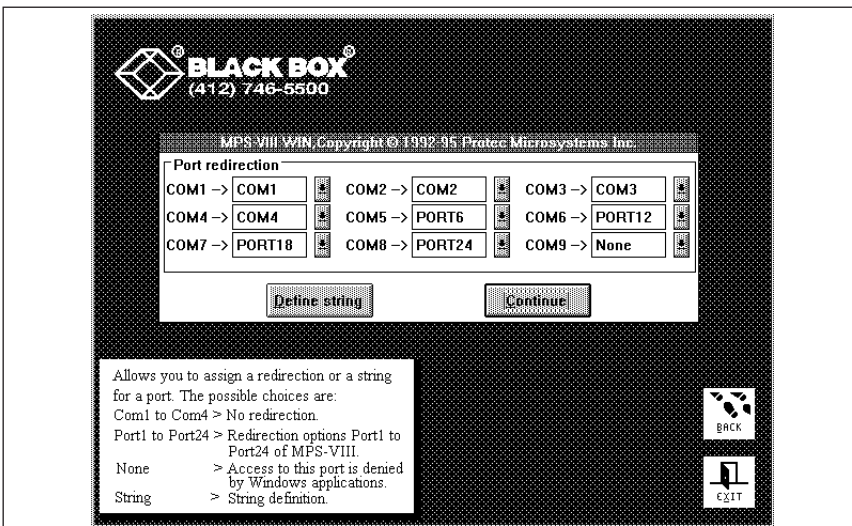 BLACK BOX®
(412) 746-5500
MPS-VIII WIN, Copyright © 1992-95 Protec Microsystems Inc.
Port redirection
COM1 -> COM1 COM2 -> COM2 COM3 -> COM3
COM4 -> COM4 COM5 -> PORT6 COM6 -> PORT12
COM7 -> PORT18 COM8 -> PORT24 COM9 -> None
Define string Continue
Allows you to assign a redirection or a string
for a port. The possible choices are:
Com1 to Com4 > No redirection.
Port1 to Port24 > Redirection options Port1 to
Port24 of MPS-VIII.
None > Access to this port is denied
by Windows applications.
String > String definition.
BACK
EXIT